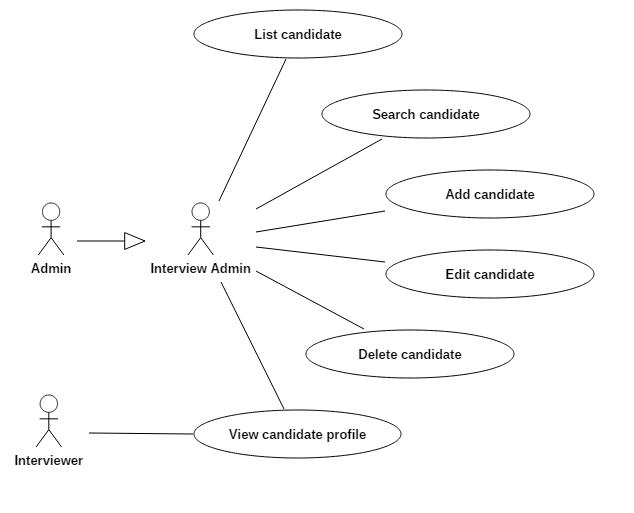 List candidate
Search candidate
Add candidate
Admin
Interview Admin
Edit candidate
Delete candidate
View candidate profile
Interviewer